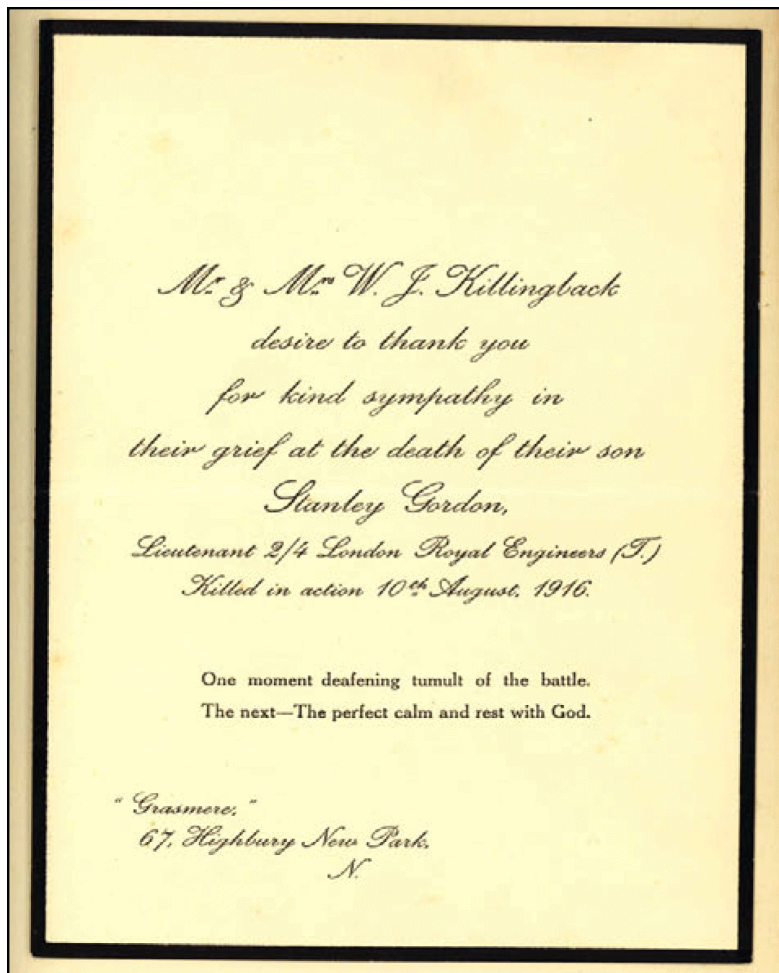 Mr. & Mrs. W. J. Killingback
desire to thank you
for kind sympathy in
their grief at the death of their son
Stanley Gordon,
Lieutenant 2/4 London Royal Engineers (T.)
Killed in action 10th August. 1916.
One moment deafening tumult of the battle.
The next—The perfect calm and rest with God.
"Grasmere,"
67, Highbury New Park,
N.